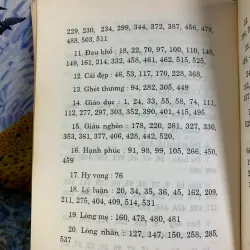 229, 230, 234, 299, 344, 372, 387, 456, 479,
488, 503, 511
11. Đau khổ : 18, 22, 70, 97, 100, 110, 148,
149, 161, 214, 332, 458, 461, 462, 515, 525.
12. Cái đẹp : 46, 53, 117, 170, 228, 368,
13. Ghét thương : 94, 282, 305, 449
14. Giáo dục : 1, 24, 33, 55, 58, 74, 111,
112, 277, 297, 303, 352, 365, 390, 401, 415, 495
15. Giàu nghèo : 178, 220, 261, 327, 330,
353, 361, 377, 406, 428, 442, 520,
16. Hạnh phúc : 91, 98, 99, 105, 266, 450,
459
17. Hy vọng : 76
18. Lý luận : 20, 34, 35, 36, 45, 162, 209,
211, 275, 404, 409, 514, 531
19. Lòng mẹ : 160, 478, 480, 481
20. Lòng nhân : 127, 147, 150, 258, 285,
537